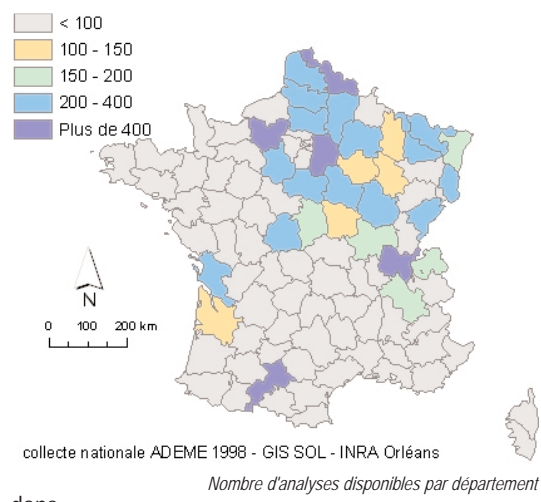 < 100
100 - 150
150 - 200
200 - 400
Plus de 400
N
0 100 200 km
collecte nationale ADEME 1998 - GIS SOL - INRA Orléans
Nombre d'analyses disponibles par département